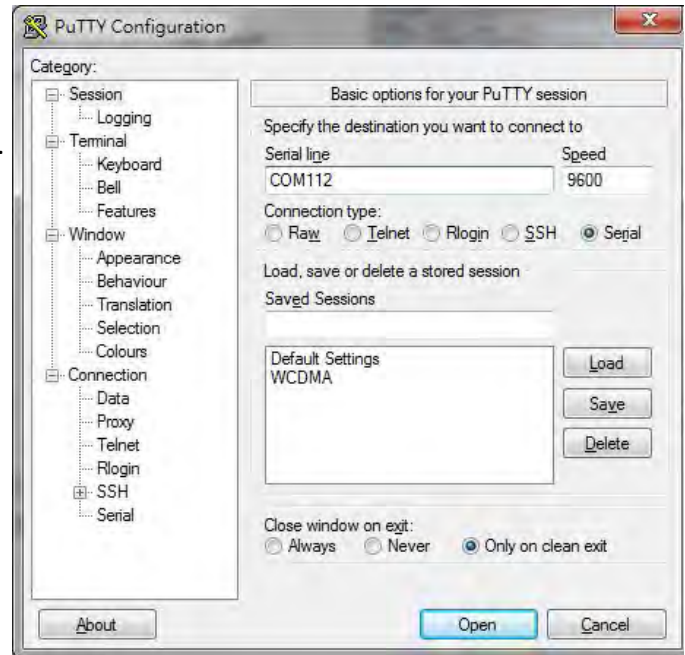 PuTTY Configuration
Category:
Session
Logging
Terminal
Keyboard
Bell
Features
Window
Appearance
Behaviour
Translation
Selection
Colours
Connection
Data
Proxy
Telnet
Rlogin
SSH
Serial
Basic options for your PuTTY session
Specify the destination you want to connect to
Serial line Speed
COM112 9600
Connection type:
Raw Telnet Rlogin SSH Serial
Load, save or delete a stored session
Saved Sessions
Default Settings
WCDMA
Load
Save
Delete
Close window on exit:
Always Never Only on clean exit
About Open Cancel